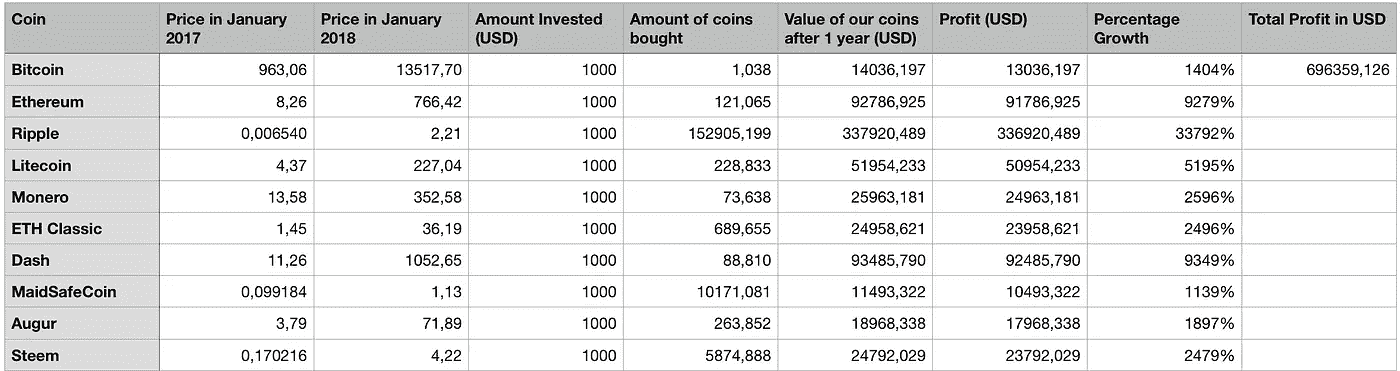 Coin Price in January 2017 Price in January 2018 Amount Invested (USD) Amount of coins bought Value of our coins after 1 year (USD) Profit (USD) Percentage Growth Total Profit in USD
Bitcoin 963,06 13517,70 1000 1,038 14036,197 13036,197 1404% 696359,126
Ethereum 8,26 766,42 1000 121,065 92786,925 91786,925 9279%
Ripple 0,006540 2,21 1000 152905,199 337920,489 336920,489 33792%
Litecoin 4,37 227,04 1000 228,833 51954,233 50954,233 5195%
Monero 13,58 352,58 1000 73,638 25963,181 24963,181 2596%
ETH Classic 1,45 36,19 1000 689,655 24958,621 23958,621 2496%
Dash 11,26 1052,65 1000 88,810 93485,790 92485,790 9349%
MaidSafeCoin 0,099184 1,13 1000 10171,081 11493,322 10493,322 1139%
Augur 3,79 71,89 1000 263,852 18968,338 17968,338 1897%
Steem 0,170216 4,22 1000 5874,888 24792,029 23792,029 2479%